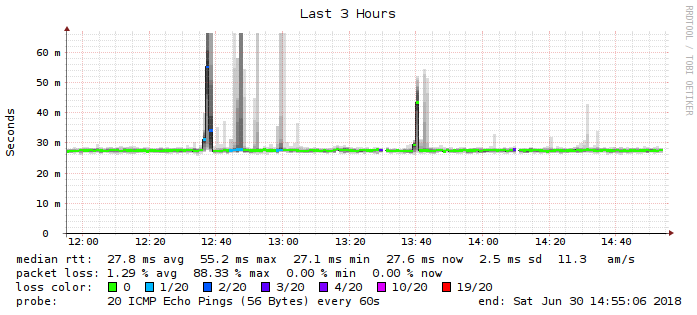 Last 3 Hours
RRDTOOL / TOBI OETIKER
Seconds
60 m
50 m
40 m
30 m
20 m
10 m
0
12:00 12:20 12:40 13:00 13:20 13:40 14:00 14:20 14:40
median rtt: 27.8 ms avg 55.2 ms max 27.1 ms min 27.6 ms now 2.5 ms sd 11.3 am/s
packet loss: 1.29 % avg 88.33 % max 0.00 % min 0.00 % now
loss color: 0 1/20 2/20 3/20 4/20 10/20 19/20
probe: 20 ICMP Echo Pings (56 Bytes) every 60s end: Sat Jun 30 14:55:06 2018